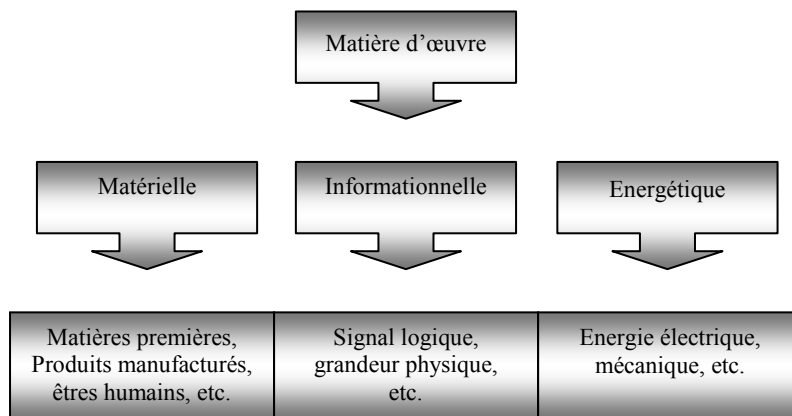 Matière d’œuvre
Matérielle
Informationnelle
Energétique
Matières premières,
Produits manufacturés,
êtres humains, etc.
Signal logique,
grandeur physique,
etc.
Energie électrique,
mécanique, etc.